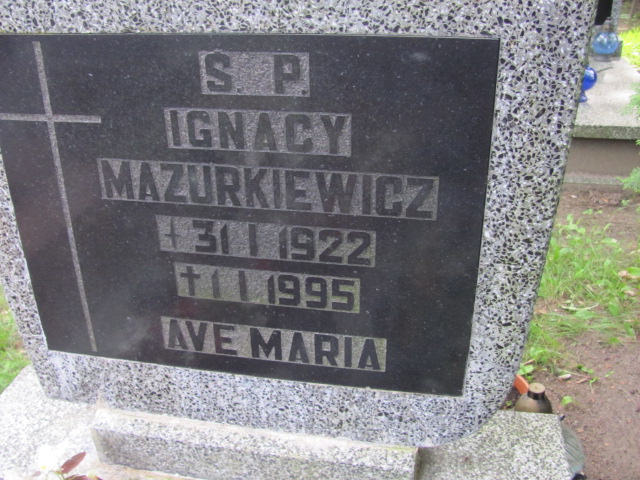 S. P.
IGNACY
MAZURKIEWICZ
+31 I 1922
†1 I 1995
AVE MARIA